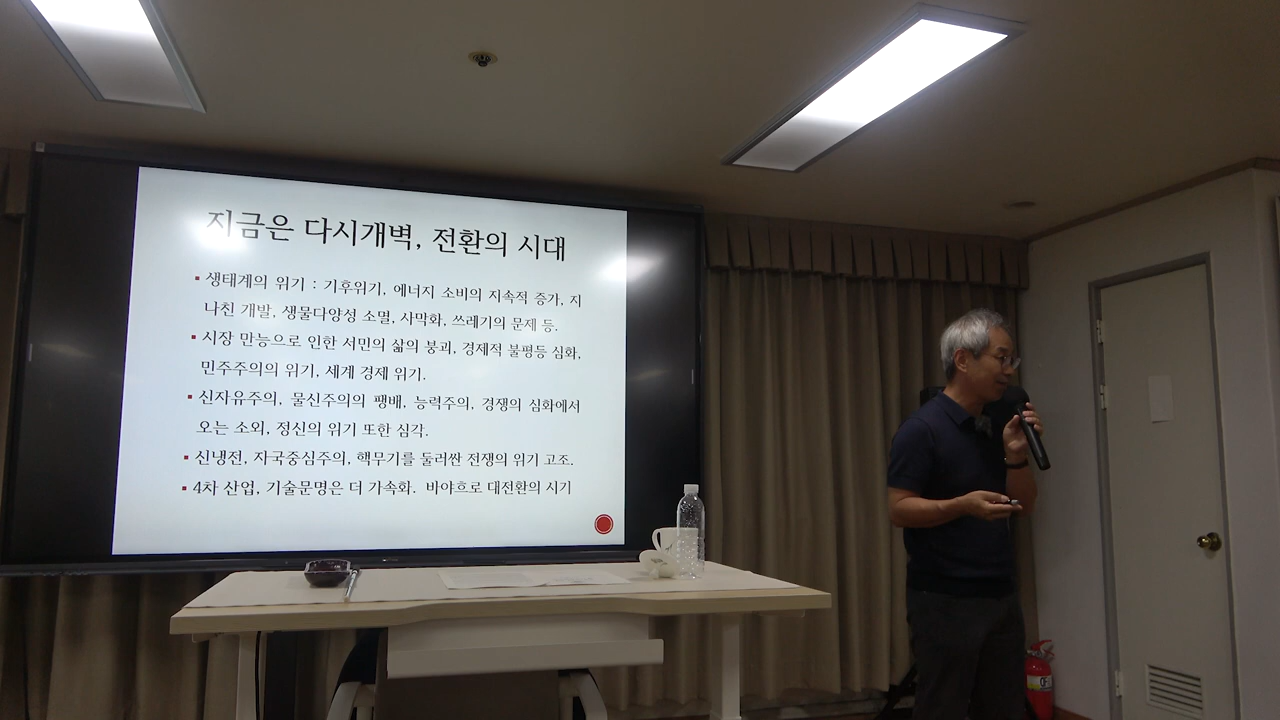 지금은 다시개벽, 전환의 시대
▪ 생태계의 위기 : 기후위기, 에너지 소비의 지속적 증가, 지
나친 개발, 생물다양성 소멸, 사막화, 쓰레기의 문제 등.
▪ 시장 만능으로 인한 서민의 삶의 붕괴, 경제적 불평등 심화,
민주주의의 위기, 세계 경제 위기.
▪ 신자유주의, 물신주의의 팽배, 능력주의, 경쟁의 심화에서
오는 소외, 정신의 위기 또한 심각.
▪ 신냉전, 자국중심주의, 핵무기를 둘러싼 전쟁의 위기 고조.
▪ 4차 산업, 기술문명은 더 가속화. 바야흐로 대전환의 시기